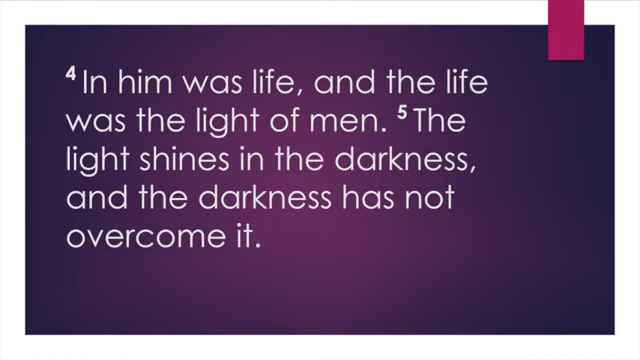 4 In him was life, and the life
was the light of men. 5 The
light shines in the darkness,
and the darkness has not
overcome it.